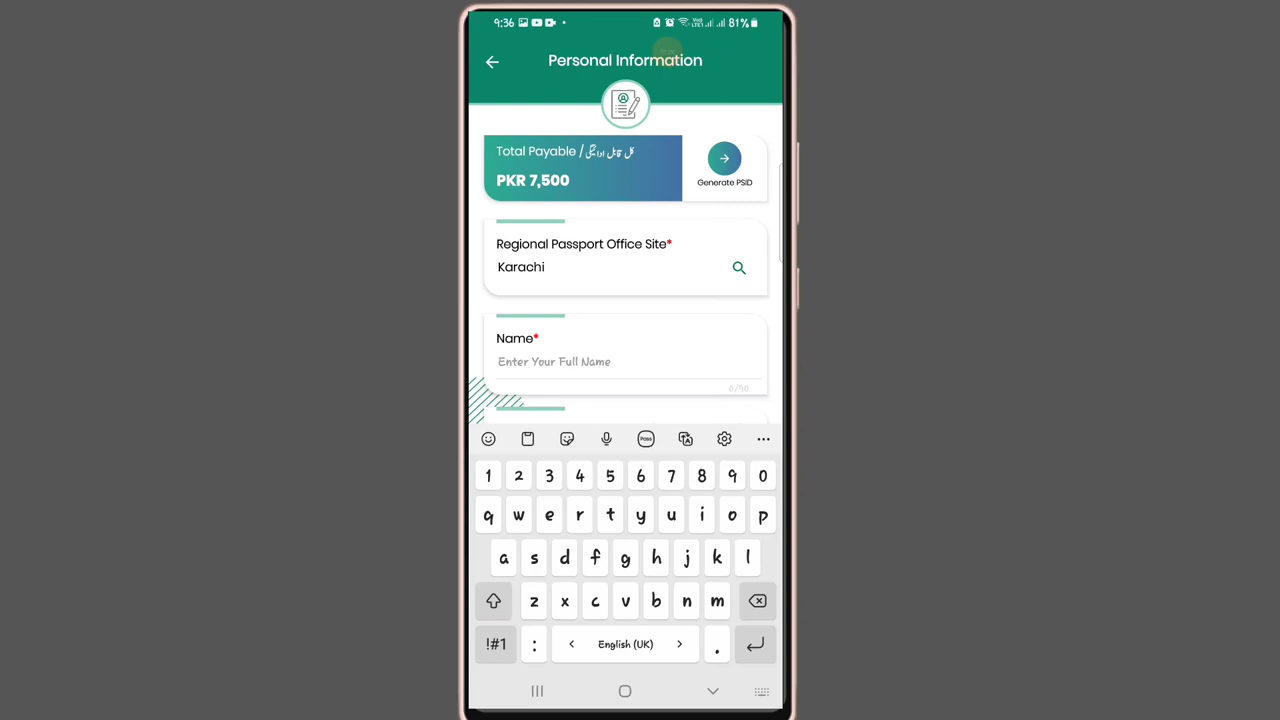 9:36
81%
Personal Information
Total Payable / کل قابل ادائیگی
PKR 7,500
Generate PSID
Regional Passport Office Site*
Karachi
Name*
Enter Your Full Name
0/90
Pass
1 2 3 4 5 6 7 8 9 0
q w e r t y u i o p
a s d f g h j k l
z x c v b n m
!#1 : < English (UK) > .